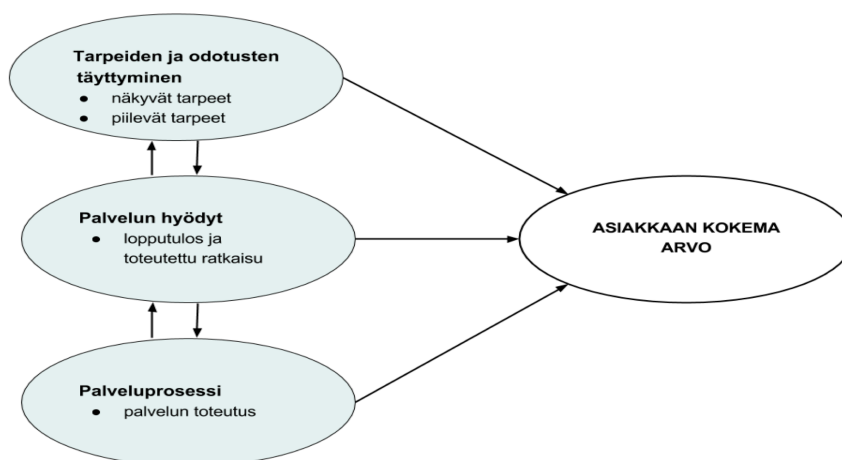 Tarpeiden ja odotusten
täyttyminen
● näkyvät tarpeet
● piilevät tarpeet
Palvelun hyödyt
● lopputulos ja
toteutettu ratkaisu
ASIAKKAAN KOKEMA
ARVO
Palveluprosessi
● palvelun toteutus